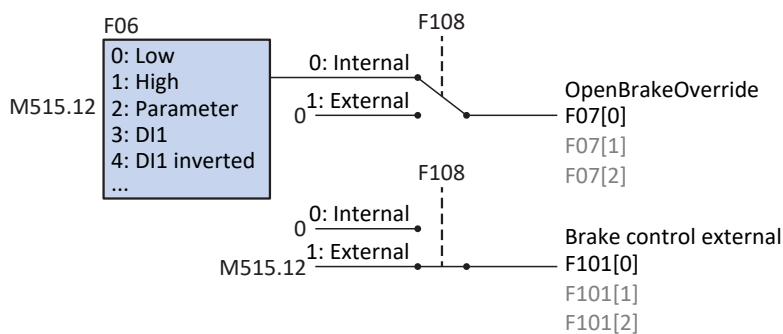 F06
F108
0: Low
1: High
2: Parameter
3: DI1
4: DI1 inverted
...
M515.12
0: Internal
1: External
0
OpenBrakeOverride
F07[0]
F07[1]
F07[2]
F108
0: Internal
0
1: External
M515.12
Brake control external
F101[0]
F101[1]
F101[2]